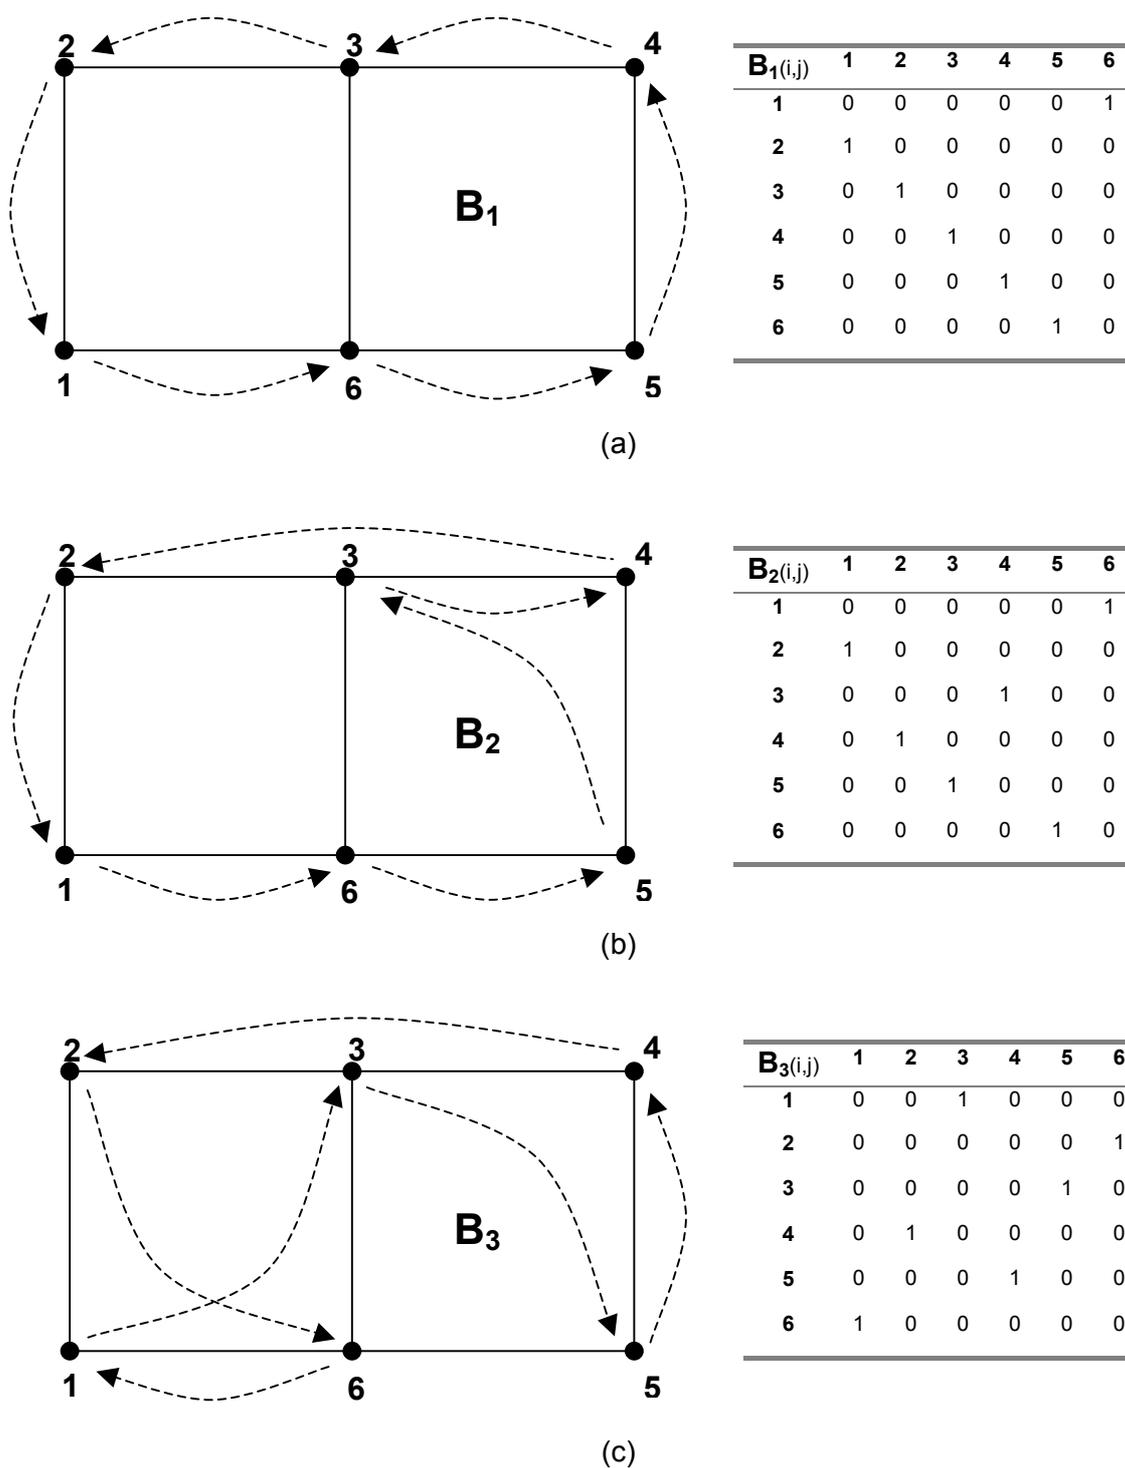 2 3 4
B1
1 6 5
B1(i,j) 1 2 3 4 5 6
1 0 0 0 0 0 1
2 1 0 0 0 0 0
3 0 1 0 0 0 0
4 0 0 1 0 0 0
5 0 0 0 1 0 0
6 0 0 0 0 1 0
(a)
2 3 4
B2
1 6 5
B2(i,j) 1 2 3 4 5 6
1 0 0 0 0 0 1
2 1 0 0 0 0 0
3 0 0 0 1 0 0
4 0 1 0 0 0 0
5 0 0 1 0 0 0
6 0 0 0 0 1 0
(b)
2 3 4
B3
1 6 5
B3(i,j) 1 2 3 4 5 6
1 0 0 1 0 0 0
2 0 0 0 0 0 1
3 0 0 0 0 1 0
4 0 1 0 0 0 0
5 0 0 0 1 0 0
6 1 0 0 0 0 0
(c)